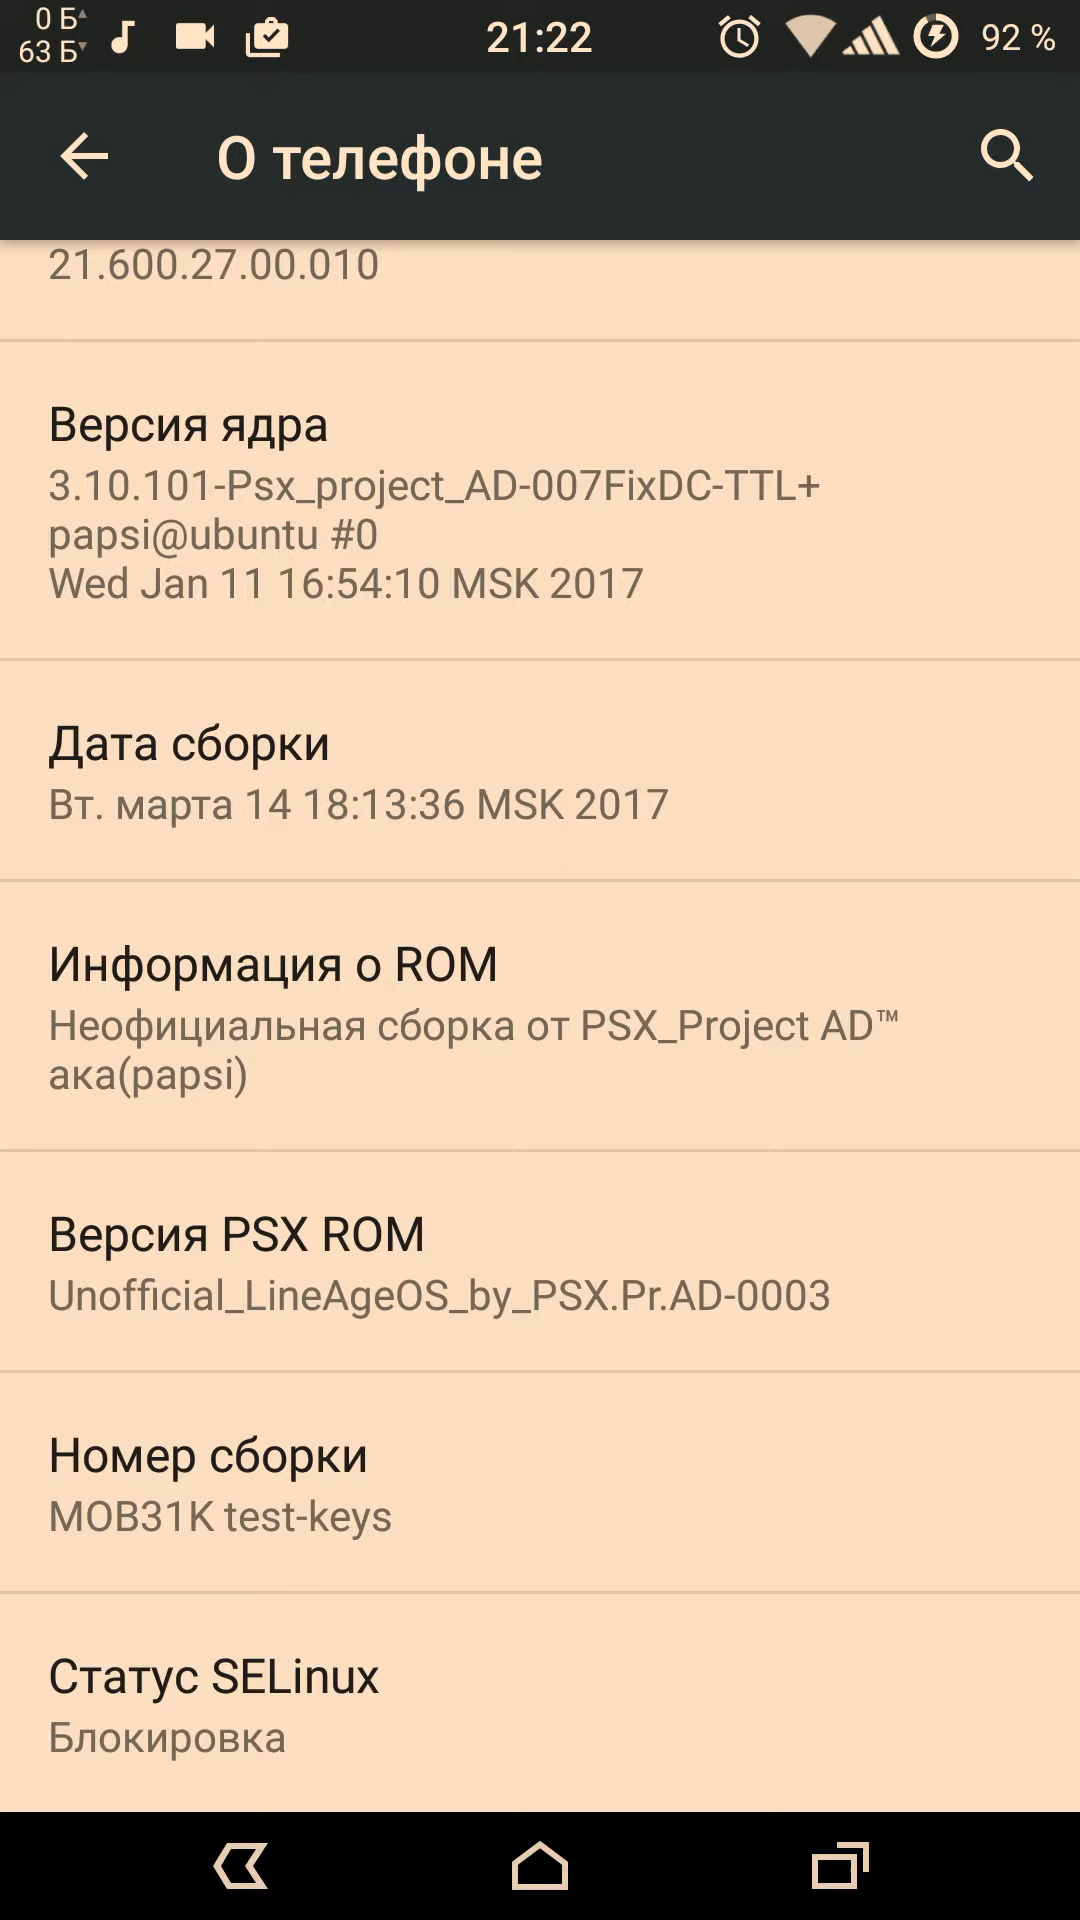 0 Б
63 Б
21:22
92 %
О телефоне
21.600.27.00.010
Версия ядра
3.10.101-Psx_project_AD-007FixDC-TTL+
papsi@ubuntu #0
Wed Jan 11 16:54:10 MSK 2017
Дата сборки
Вт. марта 14 18:13:36 MSK 2017
Информация о ROM
Неофициальная сборка от PSX_Project AD™
ака(papsi)
Версия PSX ROM
Unofficial_LineAgeOS_by_PSX.Pr.AD-0003
Номер сборки
MOB31K test-keys
Статус SELinux
Блокировка